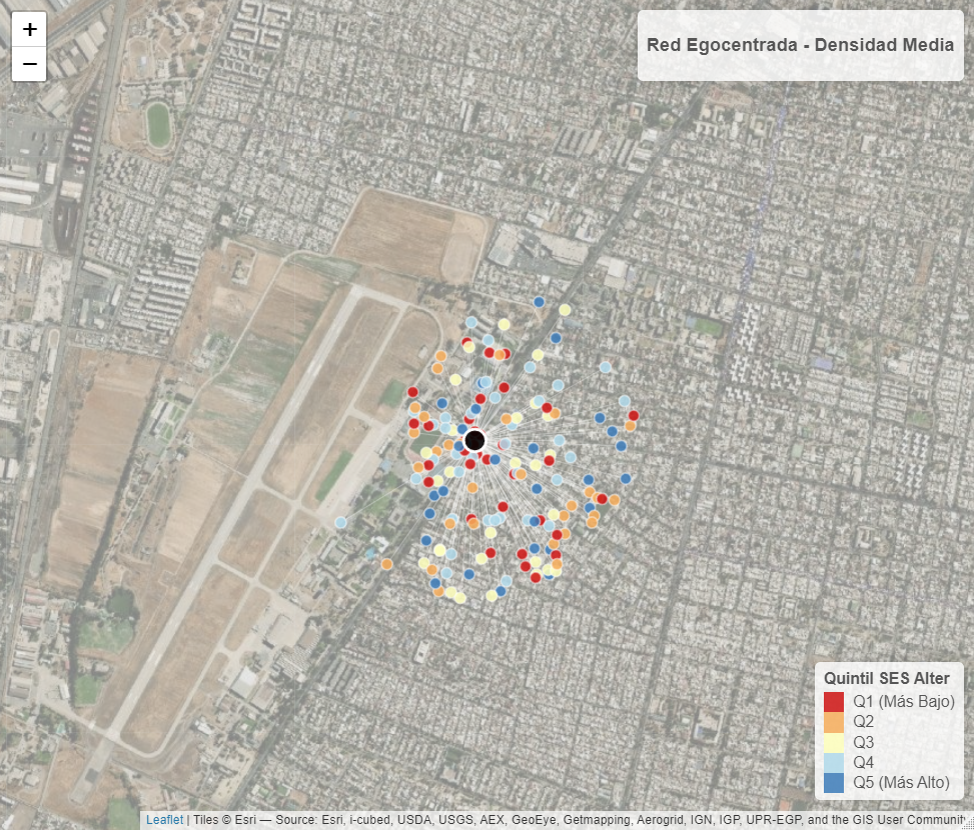 +
−
Red Egocentrada - Densidad Media
Quintil SES Alter
Q1 (Más Bajo)
Q2
Q3
Q4
Q5 (Más Alto)
Leaflet | Tiles © Esri — Source: Esri, i-cubed, USDA, USGS, AEX, GeoEye, Getmapping, Aerogrid, IGN, IGP, UPR-EGP, and the GIS User Community